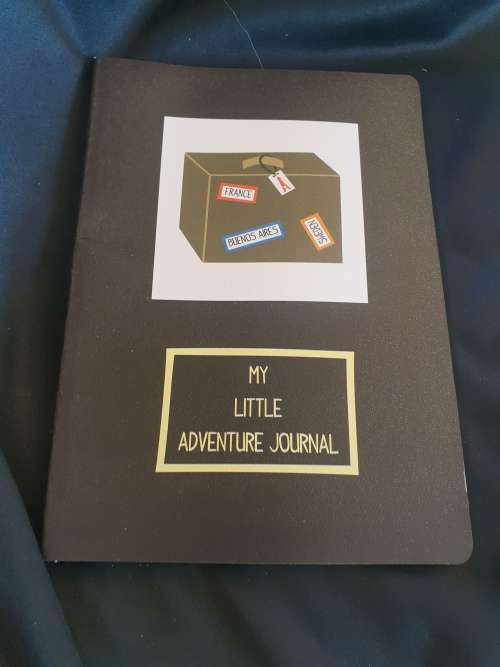 FRANCE
BUENOS AIRES
SWEDEN
MY
LITTLE
ADVENTURE JOURNAL